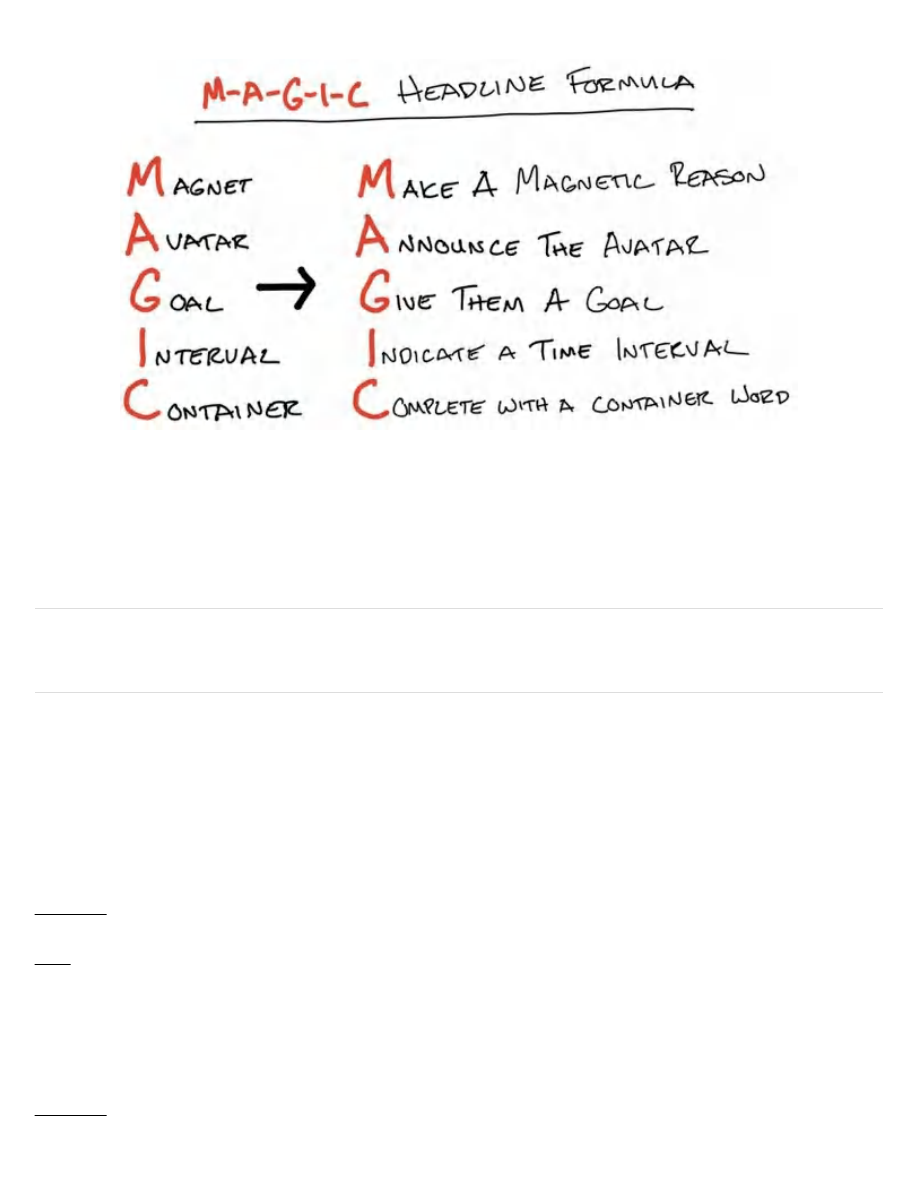 M-A-G-I-C HEADLINE FORMULA
MAGNET MAKE A MAGNETIC REASON
AVATAR ANNOUNCE THE AVATAR
GOAL → GIVE THEM A GOAL
INTERVAL INDICATE A TIME INTERVAL
CONTAINER COMPLETE WITH A CONTAINER WORD